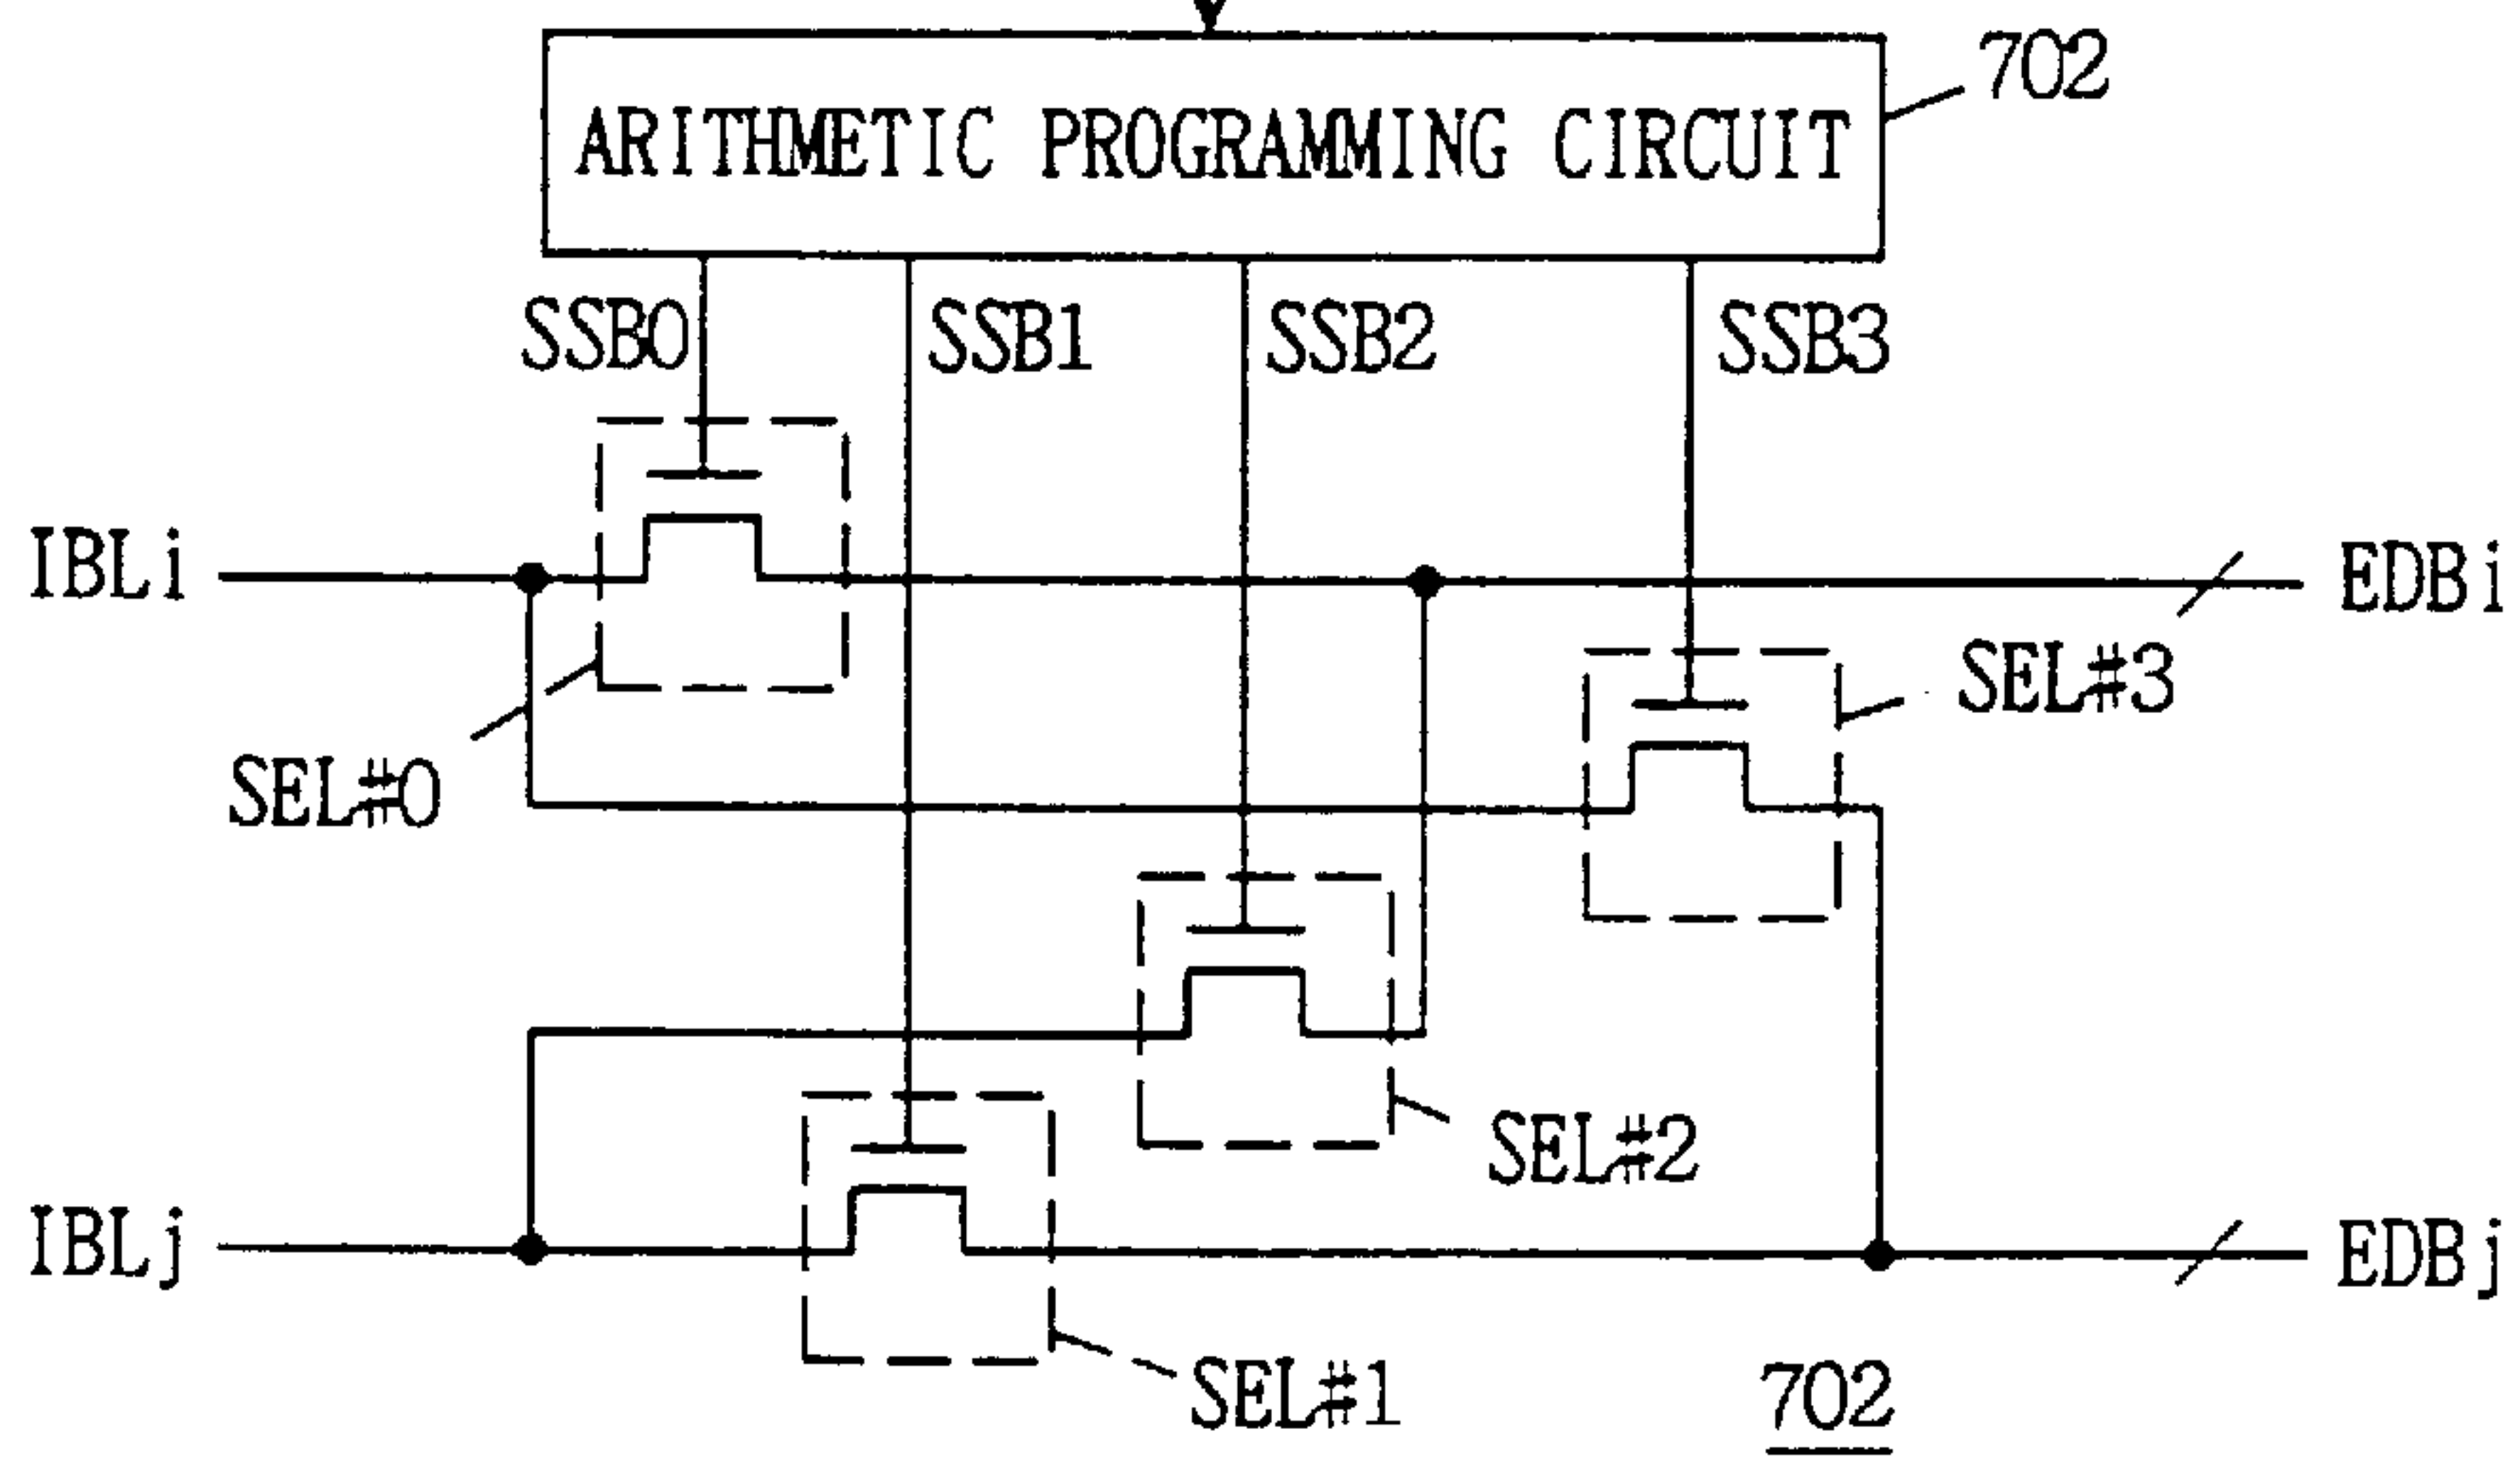 702
ARITHMETIC PROGRAMMING CIRCUIT
SSB0 SSB1 SSB2 SSB3
IBLi EDBi
SEL#3
SEL#0
SEL#2
IBLj EDBj
SEL#1
702